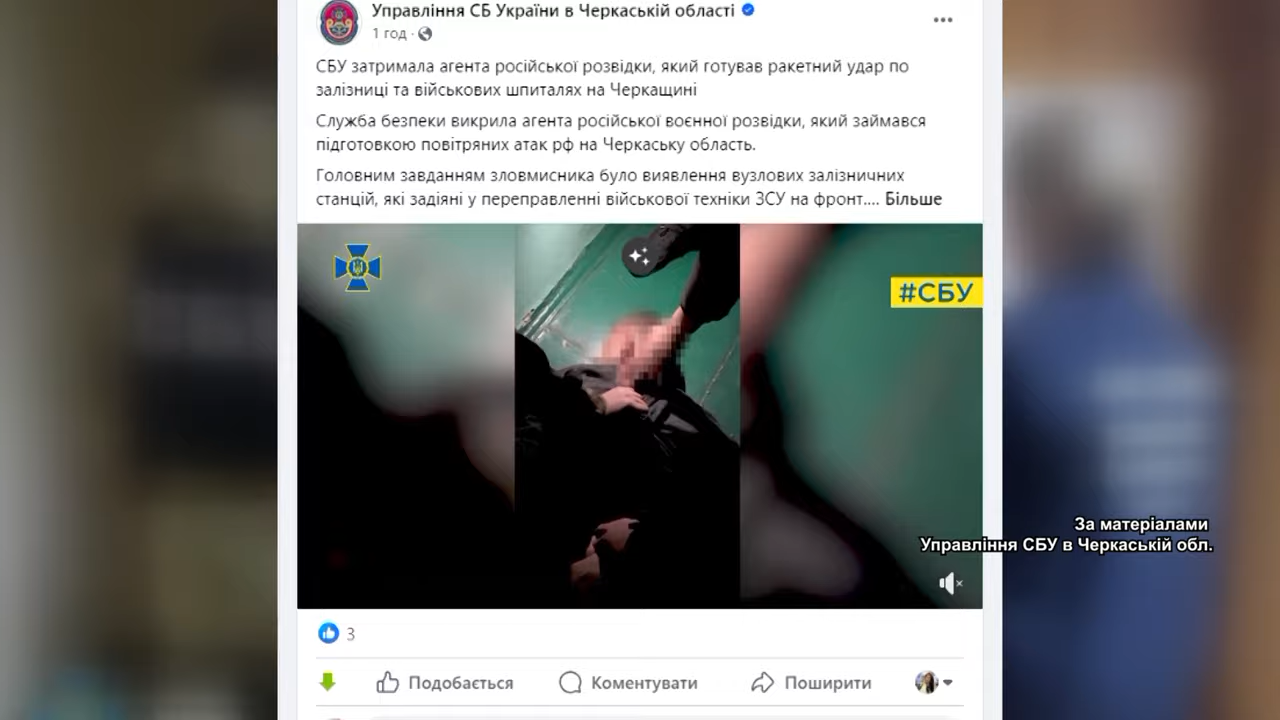 Управління СБ України в Черкаській області
1 год ·
СБУ затримала агента російської розвідки, який готував ракетний удар по
залізниці та військових шпиталях на Черкащині
Служба безпеки викрила агента російської воєнної розвідки, який займався
підготовкою повітряних атак рф на Черкаську область.
Головним завданням зловмисника було виявлення вузлових залізничних
станцій, які задіяні у переправленні військової техніки ЗСУ на фронт.... Більше
#СБУ
За матеріалами
Управління СБУ в Черкаській обл.
3
Подобається Коментувати Поширити